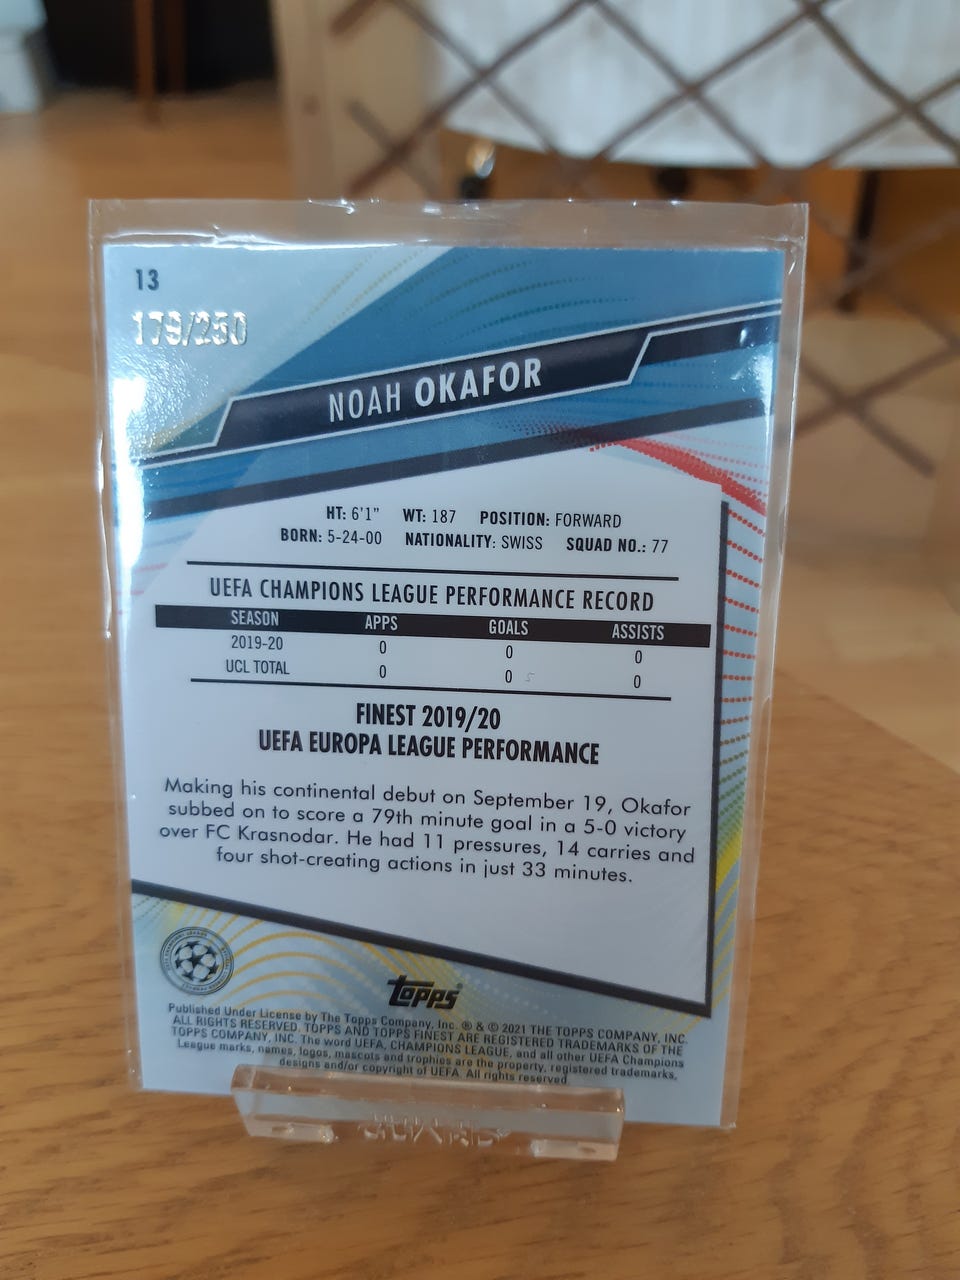 13
179/250
NOAH OKAFOR
HT: 6'1" WT: 187 POSITION: FORWARD
BORN: 5-24-00 NATIONALITY: SWISS SQUAD NO.: 77
UEFA CHAMPIONS LEAGUE PERFORMANCE RECORD
SEASON APPS GOALS ASSISTS
2019-20 0 0 0
UCL TOTAL 0 0 0
FINEST 2019/20
UEFA EUROPA LEAGUE PERFORMANCE
Making his continental debut on September 19, Okafor
subbed on to score a 79th minute goal in a 5-0 victory
over FC Krasnodar. He had 11 pressures, 14 carries and
four shot-creating actions in just 33 minutes.
topps
Published Under License by The Topps Company, Inc. ® & © 2021 THE TOPPS COMPANY, INC.
ALL RIGHTS RESERVED. TOPPS AND TOPPS FINEST ARE REGISTERED TRADEMARKS OF THE
TOPPS COMPANY, INC. The word UEFA, CHAMPIONS LEAGUE, and all other UEFA Champions
League marks, names, logos, mascots and trophies are the property, registered trademarks,
designs and/or copyright of UEFA. All rights reserved.